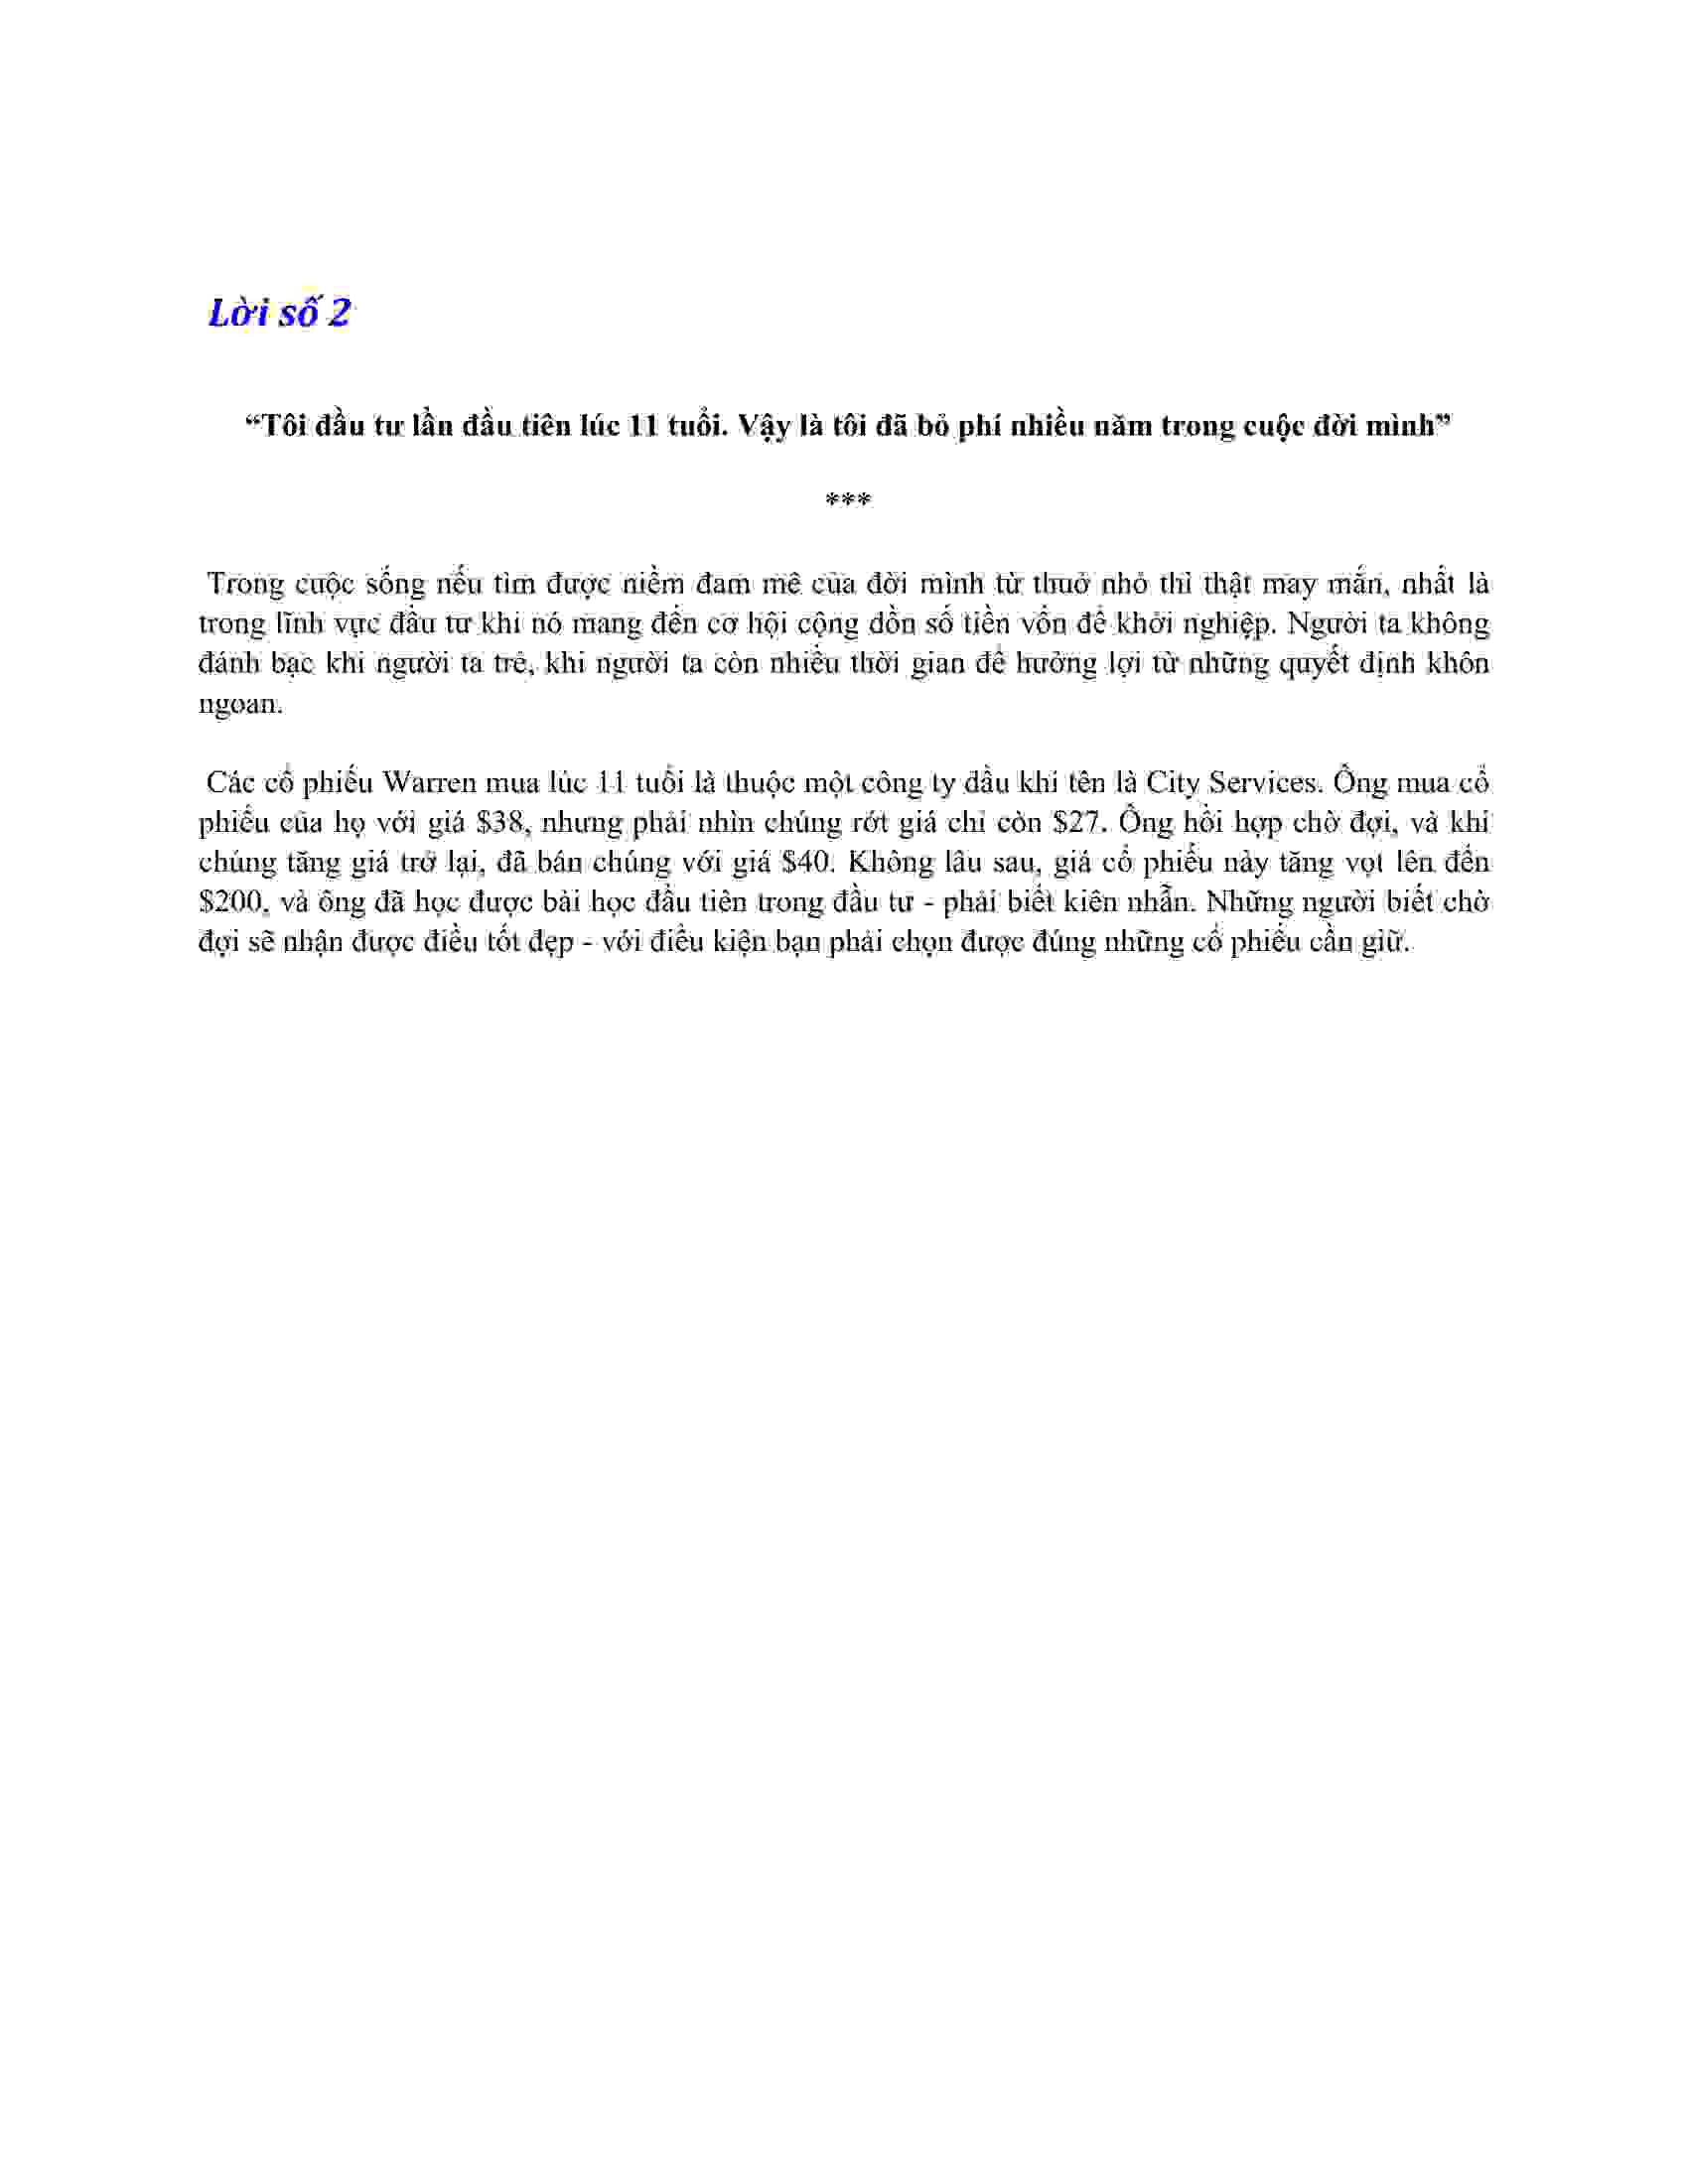 Lời số 2
“Tôi đầu tư lần đầu tiên lúc 11 tuổi. Vậy là tôi đã bỏ phí nhiều năm trong cuộc đời mình”
***
Trong cuộc sống nếu tìm được niềm đam mê của đời mình từ thuở nhỏ thì thật may mắn, nhất là
trong lĩnh vực đầu tư khi nó mang đến cơ hội cộng dồn số tiền vốn để khởi nghiệp. Người ta không
đánh bạc khi người ta trẻ, khi người ta còn nhiều thời gian để hưởng lợi từ những quyết định khôn
ngoan.
Các cổ phiếu Warren mua lúc 11 tuổi là thuộc một công ty dầu khí tên là City Services. Ông mua cổ
phiếu của họ với giá $38, nhưng phải nhìn chúng rớt giá chỉ còn $27. Ông hồi hợp chờ đợi, và khi
chúng tăng giá trở lại, đã bán chúng với giá $40. Không lâu sau, giá cổ phiếu này tăng vọt lên đến
$200, và ông đã học được bài học đầu tiên trong đầu tư - phải biết kiên nhẫn. Những người biết chờ
đợi sẽ nhận được điều tốt đẹp - với điều kiện bạn phải chọn được đúng những cổ phiếu cần giữ.